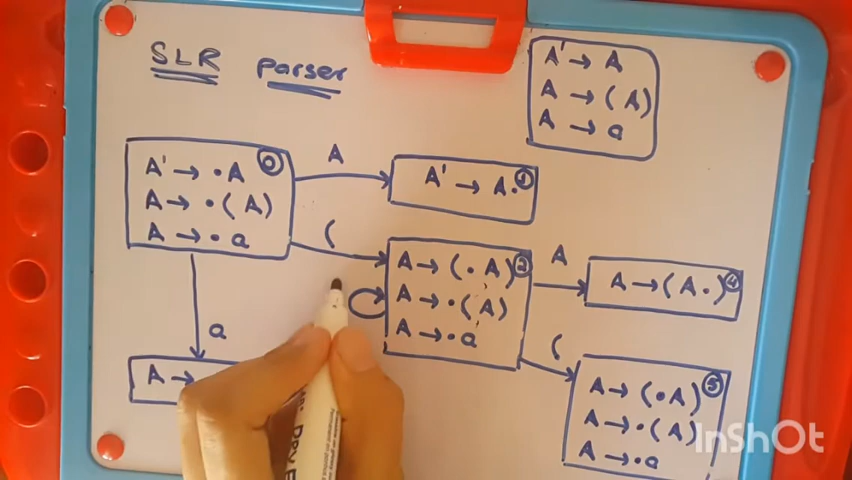 SLR Parser
A' → A
A → (A)
A → a
A' → .A 0
A → .(A)
A → . a
A
A' → A. 1
(
A → (.A) 2
A → .(A)
A → .a
A
A → (A.) 4
a
A →
(
A → (.A) 5
A → .(A)
A → .a
InShOt